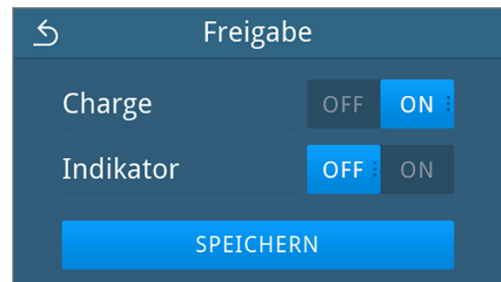 Freigabe
Charge OFF ON
Indikator OFF ON
SPEICHERN